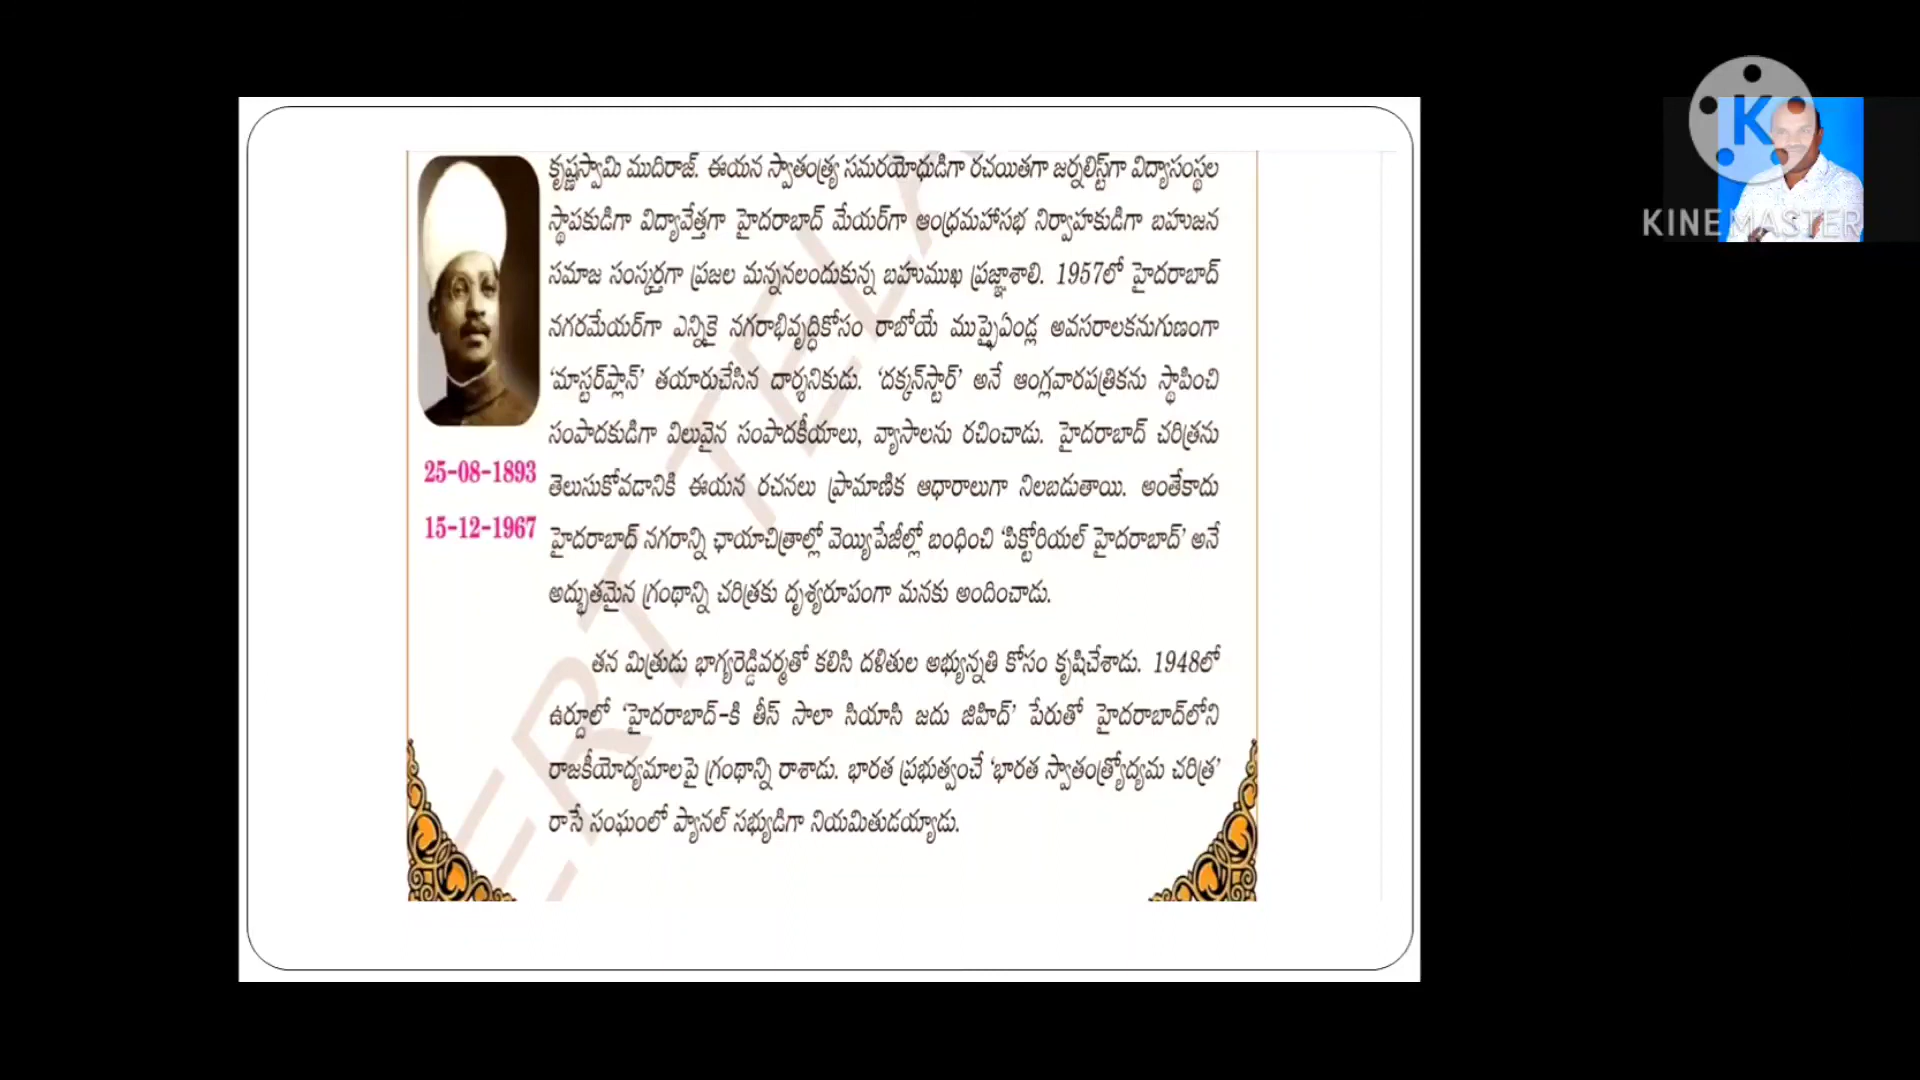 కృష్ణస్వామి ముదిరాజ్. ఈయన స్వాతంత్ర్య సమరయోధుడిగా రచయితగా జర్నలిస్ట్‌గా విద్యాసంస్థల
స్థాపకుడిగా విద్యావేత్తగా హైదరాబాద్ మేయర్‌గా ఆంధ్రమహాసభ నిర్వాహకుడిగా బహుజన
సమాజ సంస్కర్తగా ప్రజల మన్ననలందుకున్న బహుముఖ ప్రజ్ఞాశాలి. 1957లో హైదరాబాద్
నగరమేయర్‌గా ఎన్నికై నగరాభివృద్ధికోసం రాబోయే ముప్పైఏండ్ల అవసరాలకనుగుణంగా
'మాస్టర్‌ప్లాన్' తయారుచేసిన దార్శనికుడు. 'దక్కన్‌స్టార్' అనే ఆంగ్లవారపత్రికను స్థాపించి
సంపాదకుడిగా విలువైన సంపాదకీయాలు, వ్యాసాలను రచించాడు. హైదరాబాద్ చరిత్రను
తెలుసుకోవడానికి ఈయన రచనలు ప్రామాణిక ఆధారాలుగా నిలబడుతాయి. అంతేకాదు
హైదరాబాద్ నగరాన్ని ఛాయాచిత్రాల్లో వెయ్యిపేజీల్లో బంధించి 'పిక్టోరియల్ హైదరాబాద్' అనే
అద్భుతమైన గ్రంథాన్ని చరిత్రకు దృశ్యరూపంగా మనకు అందించాడు.
25-08-1893
15-12-1967
తన మిత్రుడు భాగ్యరెడ్డివర్మతో కలిసి దళితుల అభ్యున్నతి కోసం కృషిచేశాడు. 1948లో
ఉర్దూలో 'హైదరాబాద్-కి తీస్ సాలా సియాసి జదు జిహిద్' పేరుతో హైదరాబాద్‌లోని
రాజకీయోద్యమాలపై గ్రంథాన్ని రాశాడు. భారత ప్రభుత్వంచే 'భారత స్వాతంత్ర్యోద్యమ చరిత్ర'
రాసే సంఘంలో ప్యానల్ సభ్యుడిగా నియమితుడయ్యాడు.
K
KINEMASTER